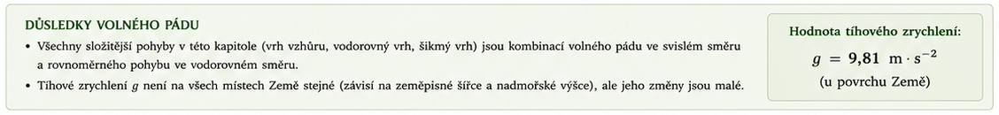 DŮSLEDKY VOLNÉHO PÁDU
• Všechny složitější pohyby v této kapitole (vrh vzhůru, vodorovný vrh, šikmý vrh) jsou kombinací volného pádu ve svislém směru
a rovnoměrného pohybu ve vodorovném směru.
• Tíhové zrychlení g není na všech místech Země stejné (závisí na zeměpisné šířce a nadmořské výšce), ale jeho změny jsou malé.
Hodnota tíhového zrychlení:
g = 9,81 m · s⁻²
(u povrchu Země)